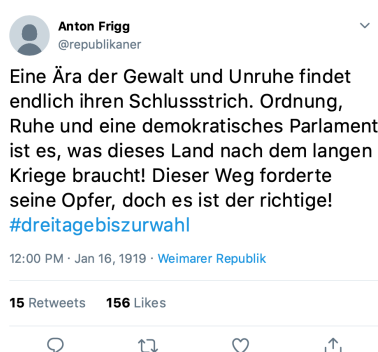 Anton Frigg
@republikaner
Eine Ära der Gewalt und Unruhe findet
endlich ihren Schlussstrich. Ordnung,
Ruhe und eine demokratisches Parlament
ist es, was dieses Land nach dem langen
Kriege braucht! Dieser Weg forderte
seine Opfer, doch es ist der richtige!
#dreitagebiszurwahl
12:00 PM · Jan 16, 1919 · Weimarer Republik
15 Retweets 156 Likes